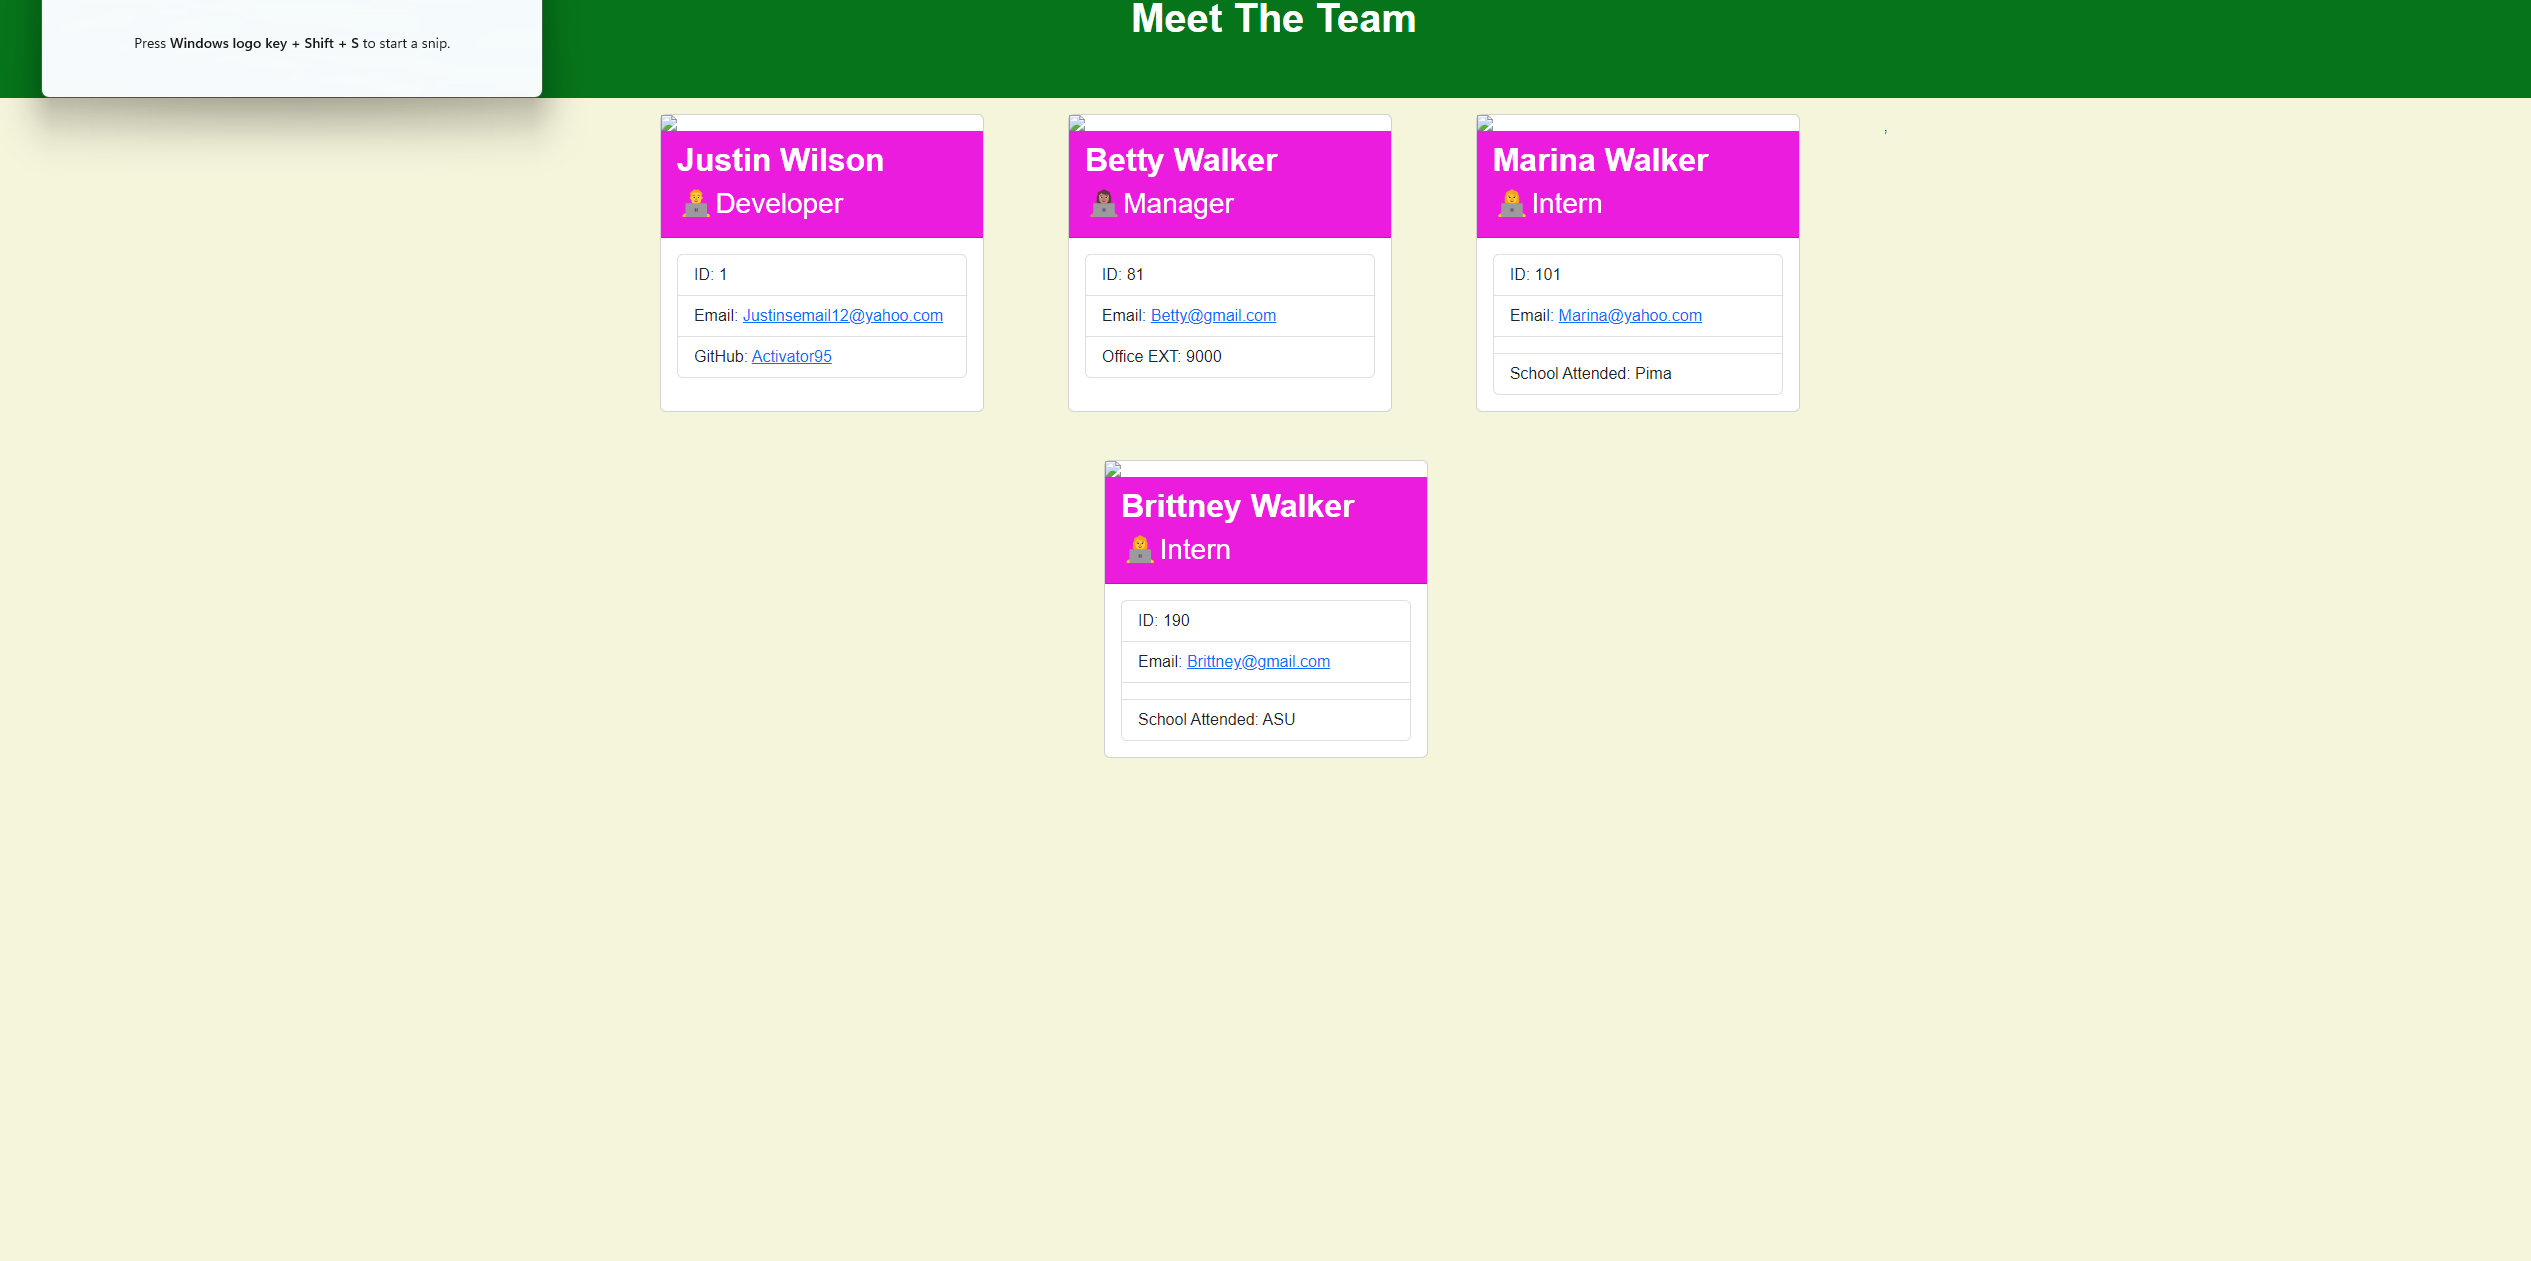 Meet The Team
Press Windows logo key + Shift + S to start a snip.
Justin Wilson
Developer
ID: 1
Email: Justinsemail12@yahoo.com
GitHub: Activator95
Betty Walker
Manager
ID: 81
Email: Betty@gmail.com
Office EXT: 9000
Marina Walker
Intern
ID: 101
Email: Marina@yahoo.com
School Attended: Pima
,
Brittney Walker
Intern
ID: 190
Email: Brittney@gmail.com
School Attended: ASU